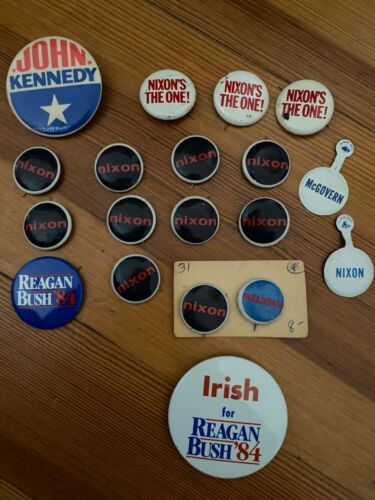 JOHN
KENNEDY
NIXON'S
THE ONE!
NIXON'S
THE ONE!
NIXON'S
THE ONE!
nixon
nixon
nixon
nixon
McGOVERN
nixon
nixon
nixon
nixon
NIXON
REAGAN
BUSH '84
nixon
31
nixon
8-
Irish
for
REAGAN
BUSH '84